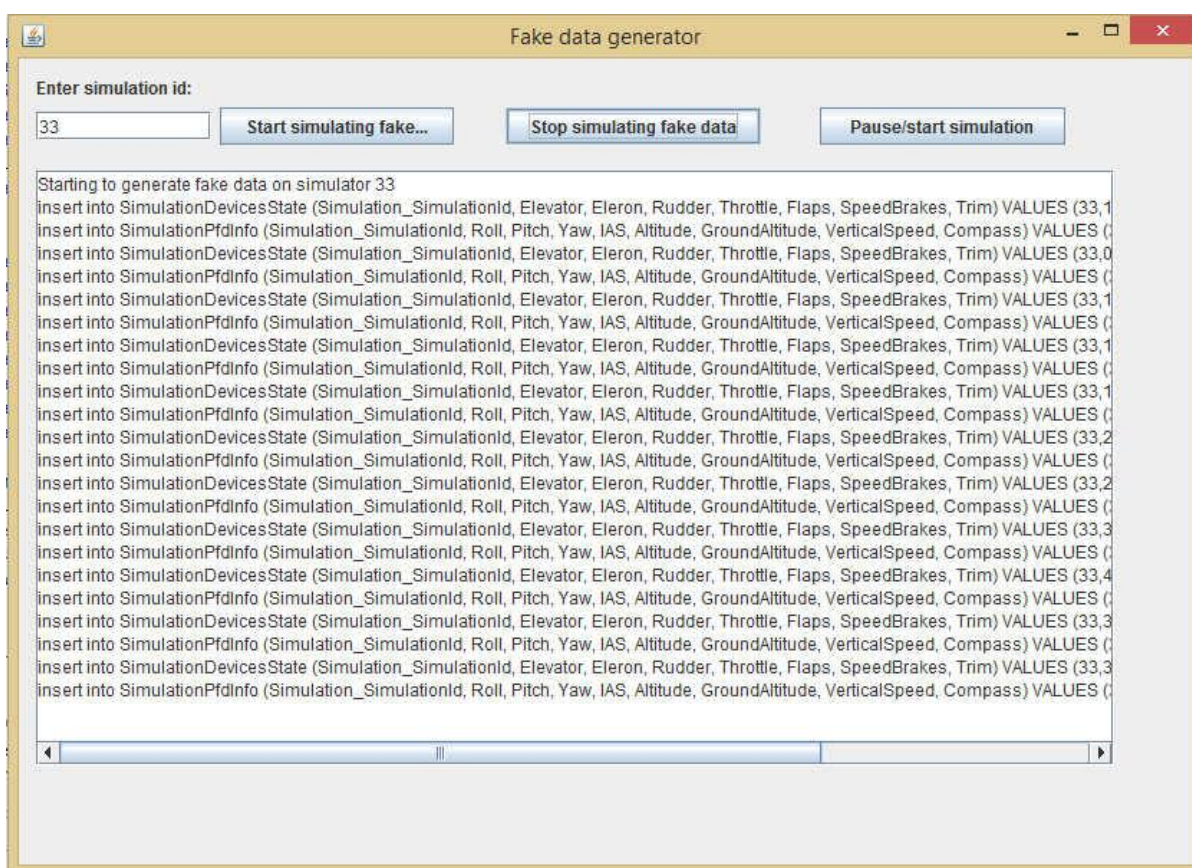 Fake data generator
Enter simulation id:
33 Start simulating fake... Stop simulating fake data Pause/start simulation
Starting to generate fake data on simulator 33
insert into SimulationDevicesState (Simulation_SimulationId, Elevator, Eleron, Rudder, Throttle, Flaps, SpeedBrakes, Trim) VALUES (33,1
insert into SimulationPfdInfo (Simulation_SimulationId, Roll, Pitch, Yaw, IAS, Altitude, GroundAltitude, VerticalSpeed, Compass) VALUES (
insert into SimulationDevicesState (Simulation_SimulationId, Elevator, Eleron, Rudder, Throttle, Flaps, SpeedBrakes, Trim) VALUES (33,0
insert into SimulationPfdInfo (Simulation_SimulationId, Roll, Pitch, Yaw, IAS, Altitude, GroundAltitude, VerticalSpeed, Compass) VALUES (
insert into SimulationDevicesState (Simulation_SimulationId, Elevator, Eleron, Rudder, Throttle, Flaps, SpeedBrakes, Trim) VALUES (33,1
insert into SimulationPfdInfo (Simulation_SimulationId, Roll, Pitch, Yaw, IAS, Altitude, GroundAltitude, VerticalSpeed, Compass) VALUES (
insert into SimulationDevicesState (Simulation_SimulationId, Elevator, Eleron, Rudder, Throttle, Flaps, SpeedBrakes, Trim) VALUES (33,1
insert into SimulationPfdInfo (Simulation_SimulationId, Roll, Pitch, Yaw, IAS, Altitude, GroundAltitude, VerticalSpeed, Compass) VALUES (
insert into SimulationDevicesState (Simulation_SimulationId, Elevator, Eleron, Rudder, Throttle, Flaps, SpeedBrakes, Trim) VALUES (33,1
insert into SimulationPfdInfo (Simulation_SimulationId, Roll, Pitch, Yaw, IAS, Altitude, GroundAltitude, VerticalSpeed, Compass) VALUES (
insert into SimulationDevicesState (Simulation_SimulationId, Elevator, Eleron, Rudder, Throttle, Flaps, SpeedBrakes, Trim) VALUES (33,2
insert into SimulationPfdInfo (Simulation_SimulationId, Roll, Pitch, Yaw, IAS, Altitude, GroundAltitude, VerticalSpeed, Compass) VALUES (
insert into SimulationDevicesState (Simulation_SimulationId, Elevator, Eleron, Rudder, Throttle, Flaps, SpeedBrakes, Trim) VALUES (33,2
insert into SimulationPfdInfo (Simulation_SimulationId, Roll, Pitch, Yaw, IAS, Altitude, GroundAltitude, VerticalSpeed, Compass) VALUES (
insert into SimulationDevicesState (Simulation_SimulationId, Elevator, Eleron, Rudder, Throttle, Flaps, SpeedBrakes, Trim) VALUES (33,3
insert into SimulationPfdInfo (Simulation_SimulationId, Roll, Pitch, Yaw, IAS, Altitude, GroundAltitude, VerticalSpeed, Compass) VALUES (
insert into SimulationDevicesState (Simulation_SimulationId, Elevator, Eleron, Rudder, Throttle, Flaps, SpeedBrakes, Trim) VALUES (33,4
insert into SimulationPfdInfo (Simulation_SimulationId, Roll, Pitch, Yaw, IAS, Altitude, GroundAltitude, VerticalSpeed, Compass) VALUES (
insert into SimulationDevicesState (Simulation_SimulationId, Elevator, Eleron, Rudder, Throttle, Flaps, SpeedBrakes, Trim) VALUES (33,3
insert into SimulationPfdInfo (Simulation_SimulationId, Roll, Pitch, Yaw, IAS, Altitude, GroundAltitude, VerticalSpeed, Compass) VALUES (
insert into SimulationDevicesState (Simulation_SimulationId, Elevator, Eleron, Rudder, Throttle, Flaps, SpeedBrakes, Trim) VALUES (33,3
insert into SimulationPfdInfo (Simulation_SimulationId, Roll, Pitch, Yaw, IAS, Altitude, GroundAltitude, VerticalSpeed, Compass) VALUES (